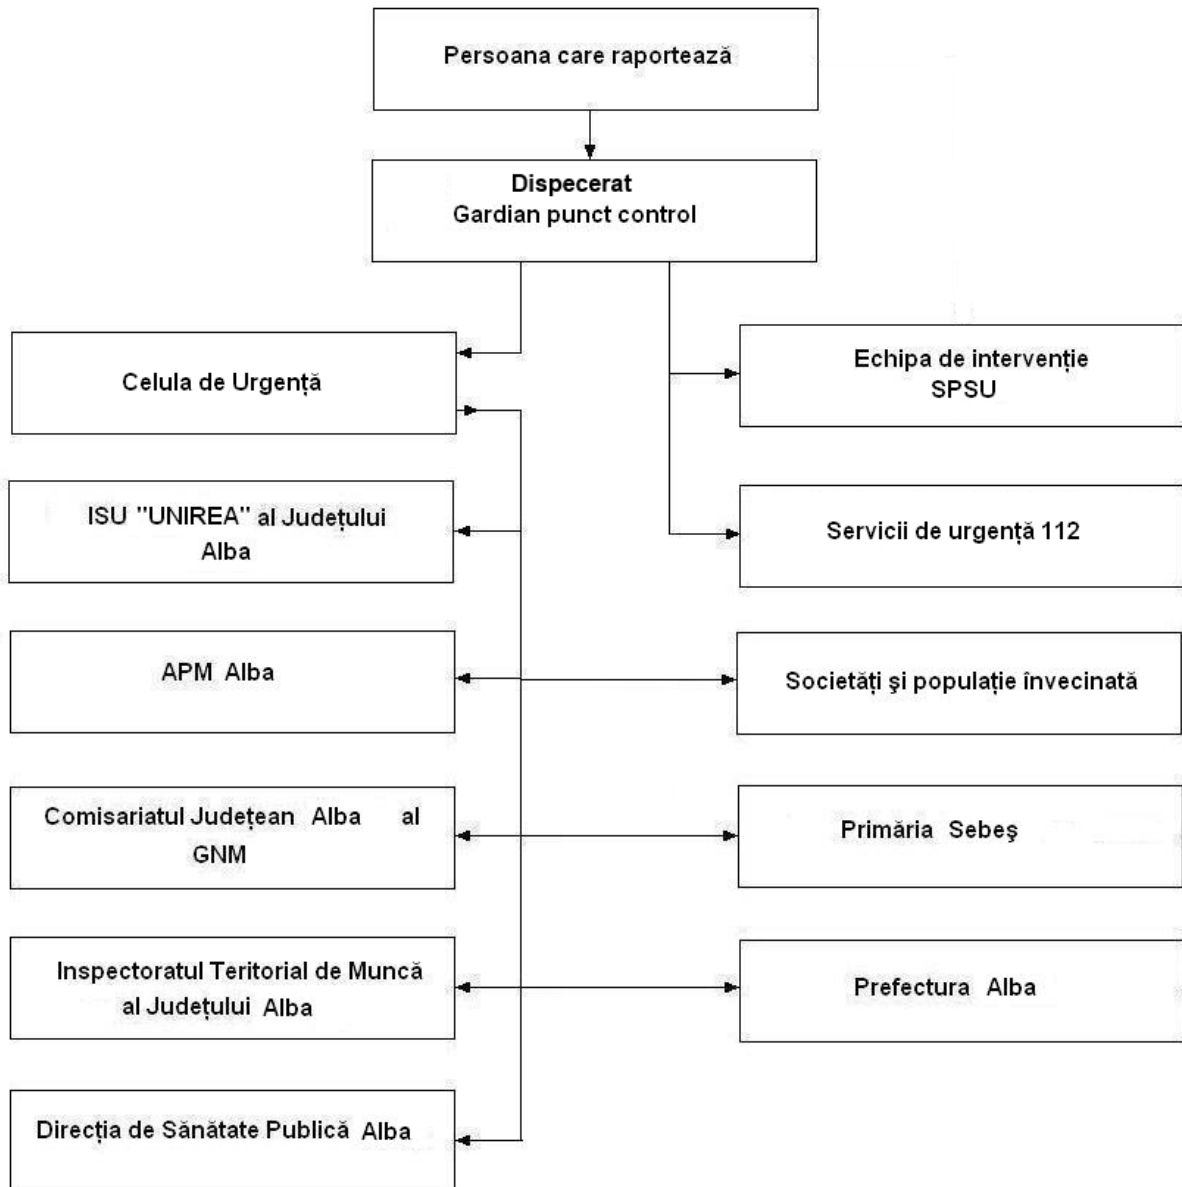 Persoana care raportează
Dispecerat
Gardian punct control
Celula de Urgență
Echipa de intervenție
SPSU
ISU "UNIREA" al Județului
Alba
Servicii de urgență 112
APM Alba
Societăți şi populație învecinată
Comisariatul Județean Alba al
GNM
Primăria Sebeş
Inspectoratul Teritorial de Muncă
al Județului Alba
Prefectura Alba
Direcția de Sănătate Publică Alba